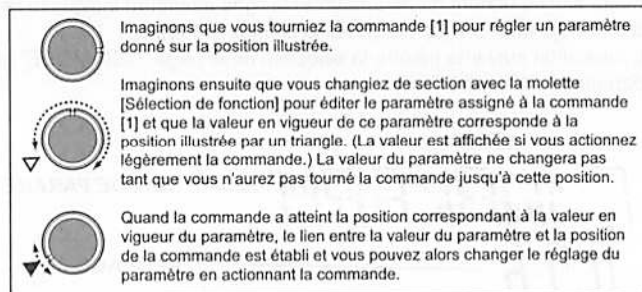 Imaginons que vous tourniez la commande [1] pour régler un paramètre
donné sur la position illustrée.
Imaginons ensuite que vous changiez de section avec la molette
[Sélection de fonction] pour éditer le paramètre assigné à la commande
[1] et que la valeur en vigueur de ce paramètre corresponde à la
position illustrée par un triangle. (La valeur est affichée si vous actionnez
légèrement la commande.) La valeur du paramètre ne changera pas
tant que vous n'aurez pas tourné la commande jusqu'à cette position.
Quand la commande a atteint la position correspondant à la valeur en
vigueur du paramètre, le lien entre la valeur du paramètre et la position
de la commande est établi et vous pouvez alors changer le réglage du
paramètre en actionnant la commande.